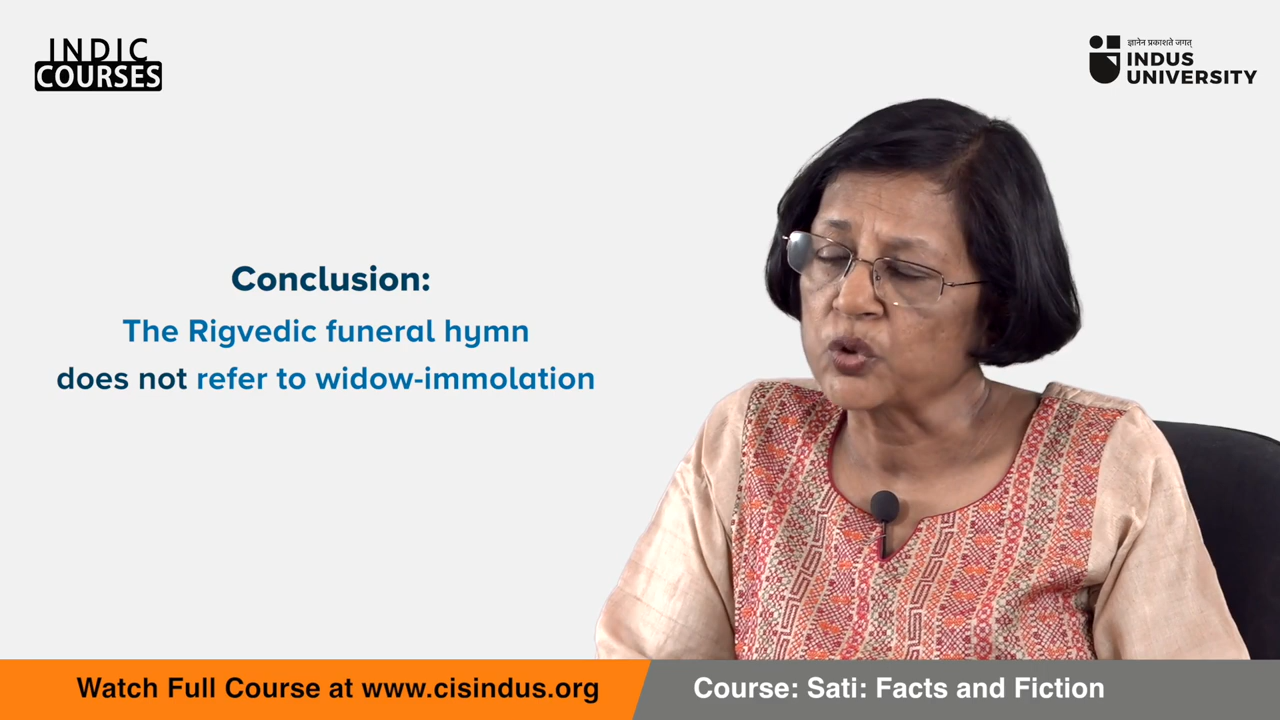 INDIC
COURSES
ज्ञानेन प्रकाशते जगत्
INDUS
UNIVERSITY
Conclusion:
The Rigvedic funeral hymn
does not refer to widow-immolation
Watch Full Course at www.cisindus.org
Course: Sati: Facts and Fiction